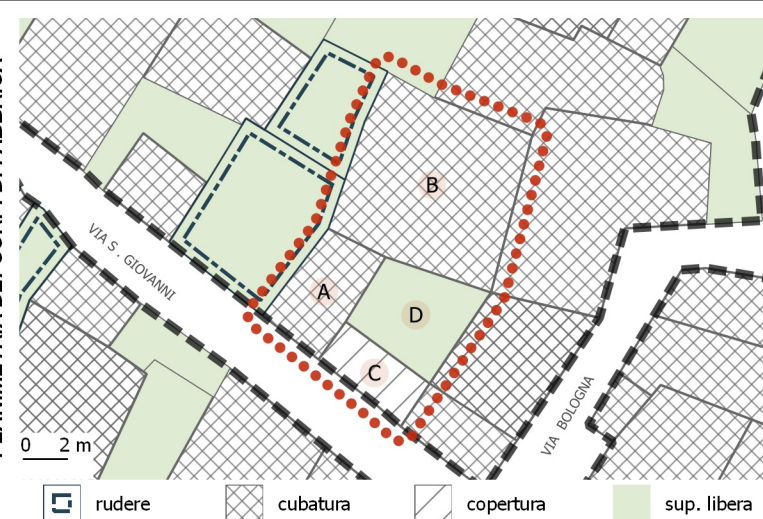 B
A
D
C
VIA S. GIOVANNI
VIA BOLOGNA
0 2 m
rudere
cubatura
copertura
sup. libera